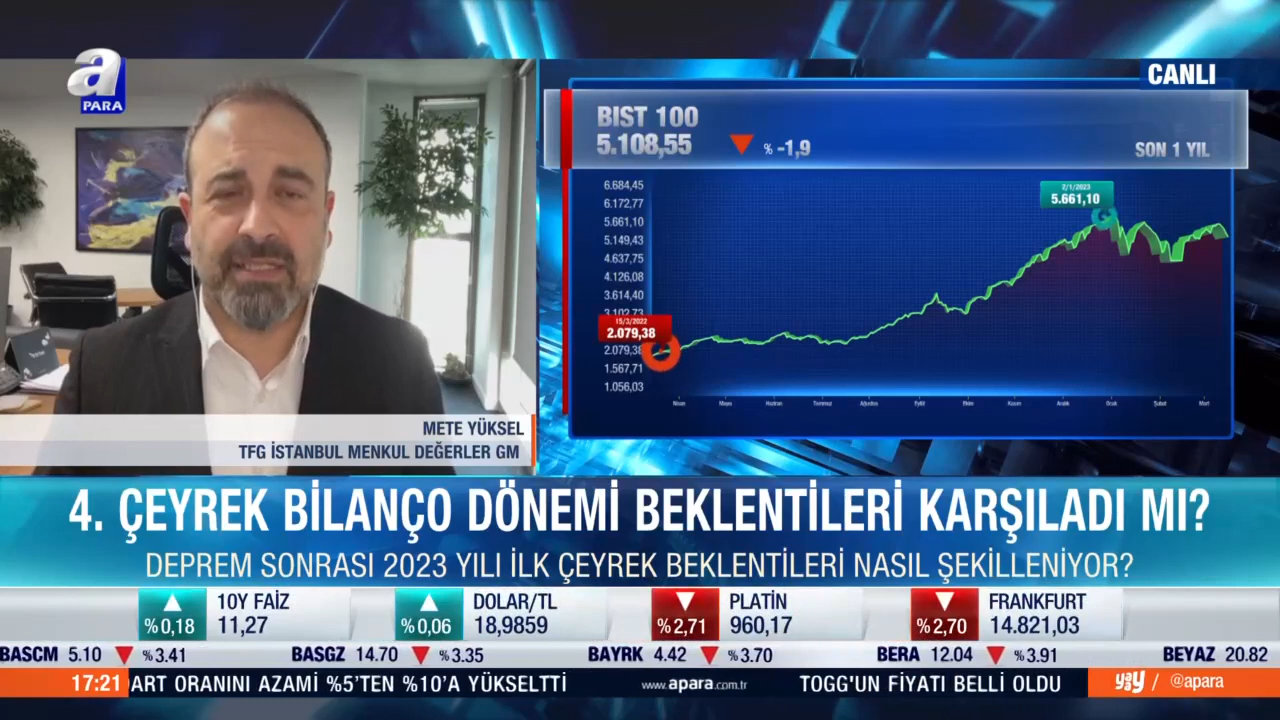 a
PARA
CANLI
BIST 100
5.108,55
% -1,9
SON 1 YIL
6.684,45
6.172,77
5.661,10
5.149,43
4.637,75
4.126,08
3.614,40
3.102,73
2.079,38
1.567,71
1.056,03
15/3/2022
2.079,38
2/1/2023
5.661,10
Nisan
Mayıs
Haziran
Temmuz
Ağustos
Eylül
Ekim
Kasım
Aralık
Ocak
Şubat
Mart
METE YÜKSEL
TFG İSTANBUL MENKUL DEĞERLER GM
4. ÇEYREK BİLANÇO DÖNEMİ BEKLENTİLERİ KARŞILADI MI?
DEPREM SONRASI 2023 YILI İLK ÇEYREK BEKLENTİLERİ NASIL ŞEKİLLENİYOR?
%0,18 10Y FAİZ 11,27
%0,06 DOLAR/TL 18,9859
%2,71 PLATİN 960,17
%2,70 FRANKFURT 14.821,03
BASCM 5.10 %3.41 BASGZ 14.70 %3.35 BAYRK 4.42 %3.70 BERA 12.04 %3.91 BEYAZ 20.82
17:21 ART ORANINI AZAMİ %5'TEN %10'A YÜKSELTTİ www.apara.com.tr TOGG'UN FİYATI BELLİ OLDU / @apara